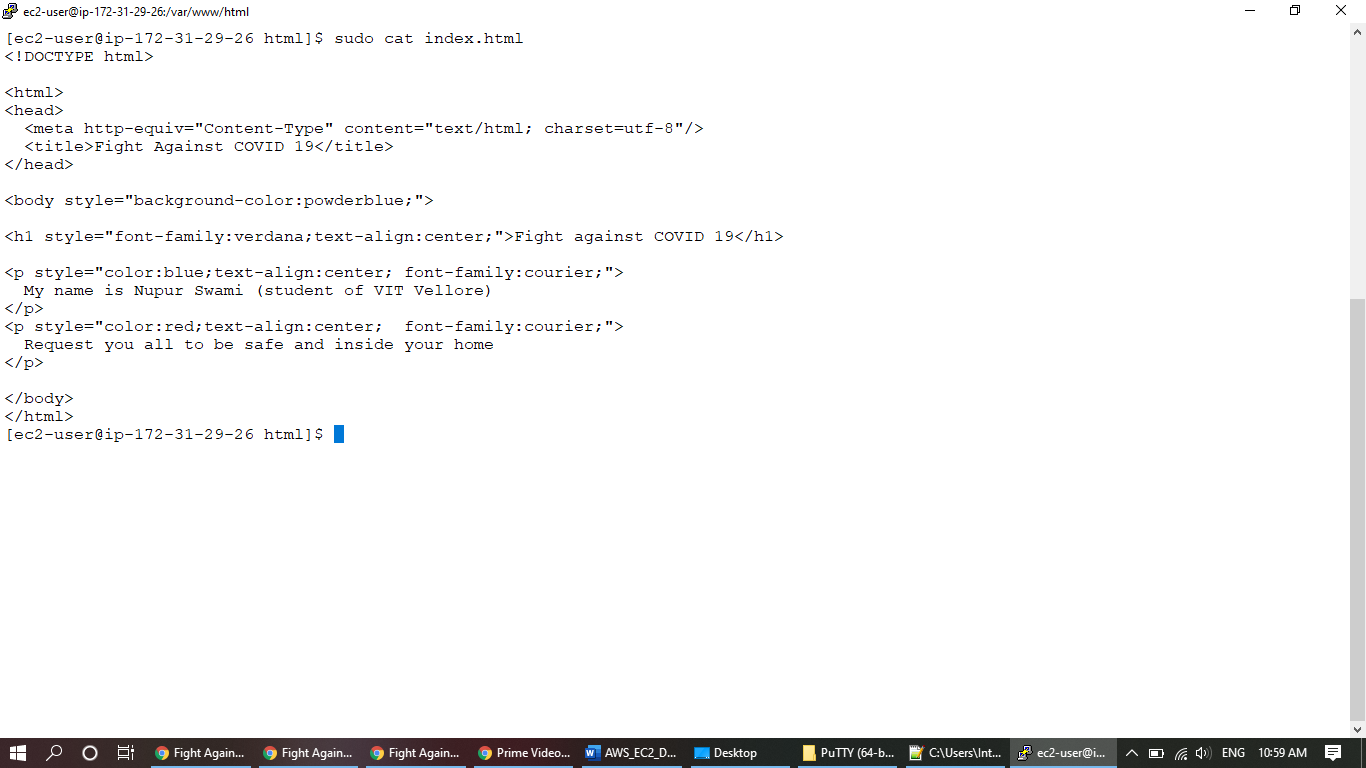 ec2-user@ip-172-31-29-26:/var/www/html
[ec2-user@ip-172-31-29-26 html]$ sudo cat index.html
<!DOCTYPE html>
<html>
<head>
  <meta http-equiv="Content-Type" content="text/html; charset=utf-8"/>
  <title>Fight Against COVID 19</title>
</head>
<body style="background-color:powderblue;">
<h1 style="font-family:verdana;text-align:center;">Fight against COVID 19</h1>
<p style="color:blue;text-align:center; font-family:courier;">
  My name is Nupur Swami (student of VIT Vellore)
</p>
<p style="color:red;text-align:center;  font-family:courier;">
  Request you all to be safe and inside your home
</p>
</body>
</html>
[ec2-user@ip-172-31-29-26 html]$
Fight Again... Fight Again... Fight Again... Prime Video... AWS_EC2_D... Desktop PuTTY (64-b... C:\Users\Int... ec2-user@i... ENG 10:59 AM